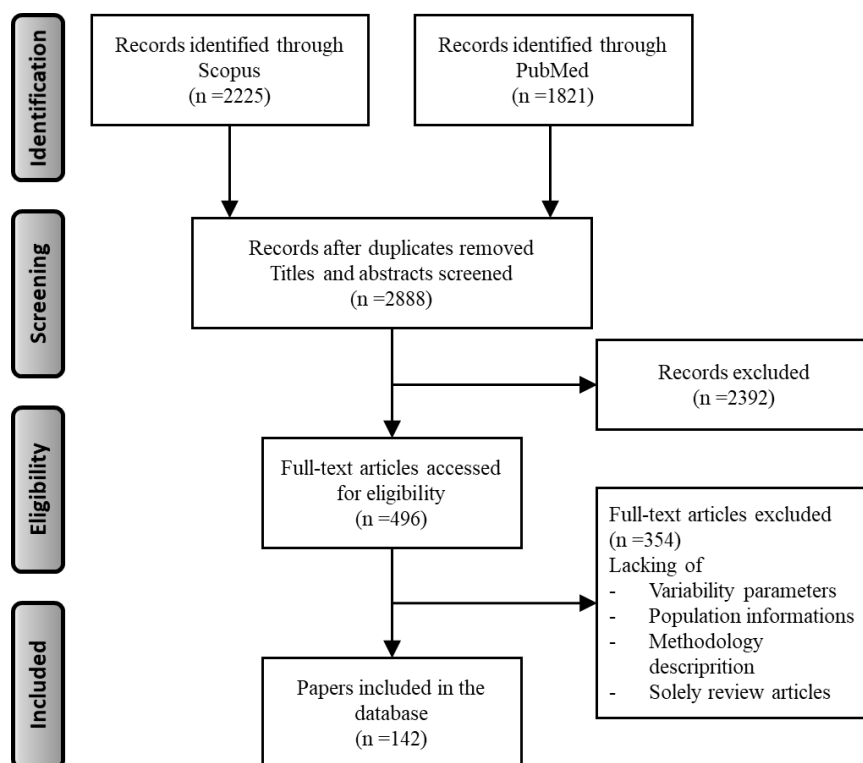 Identification
Records identified through
Scopus
(n =2225)
Records identified through
PubMed
(n =1821)
Screening
Records after duplicates removed
Titles and abstracts screened
(n =2888)
Records excluded
(n =2392)
Eligibility
Full-text articles accessed
for eligibility
(n =496)
Full-text articles excluded
(n =354)
Lacking of
- Variability parameters
- Population informations
- Methodology
descriprition
- Solely review articles
Included
Papers included in the
database
(n =142)